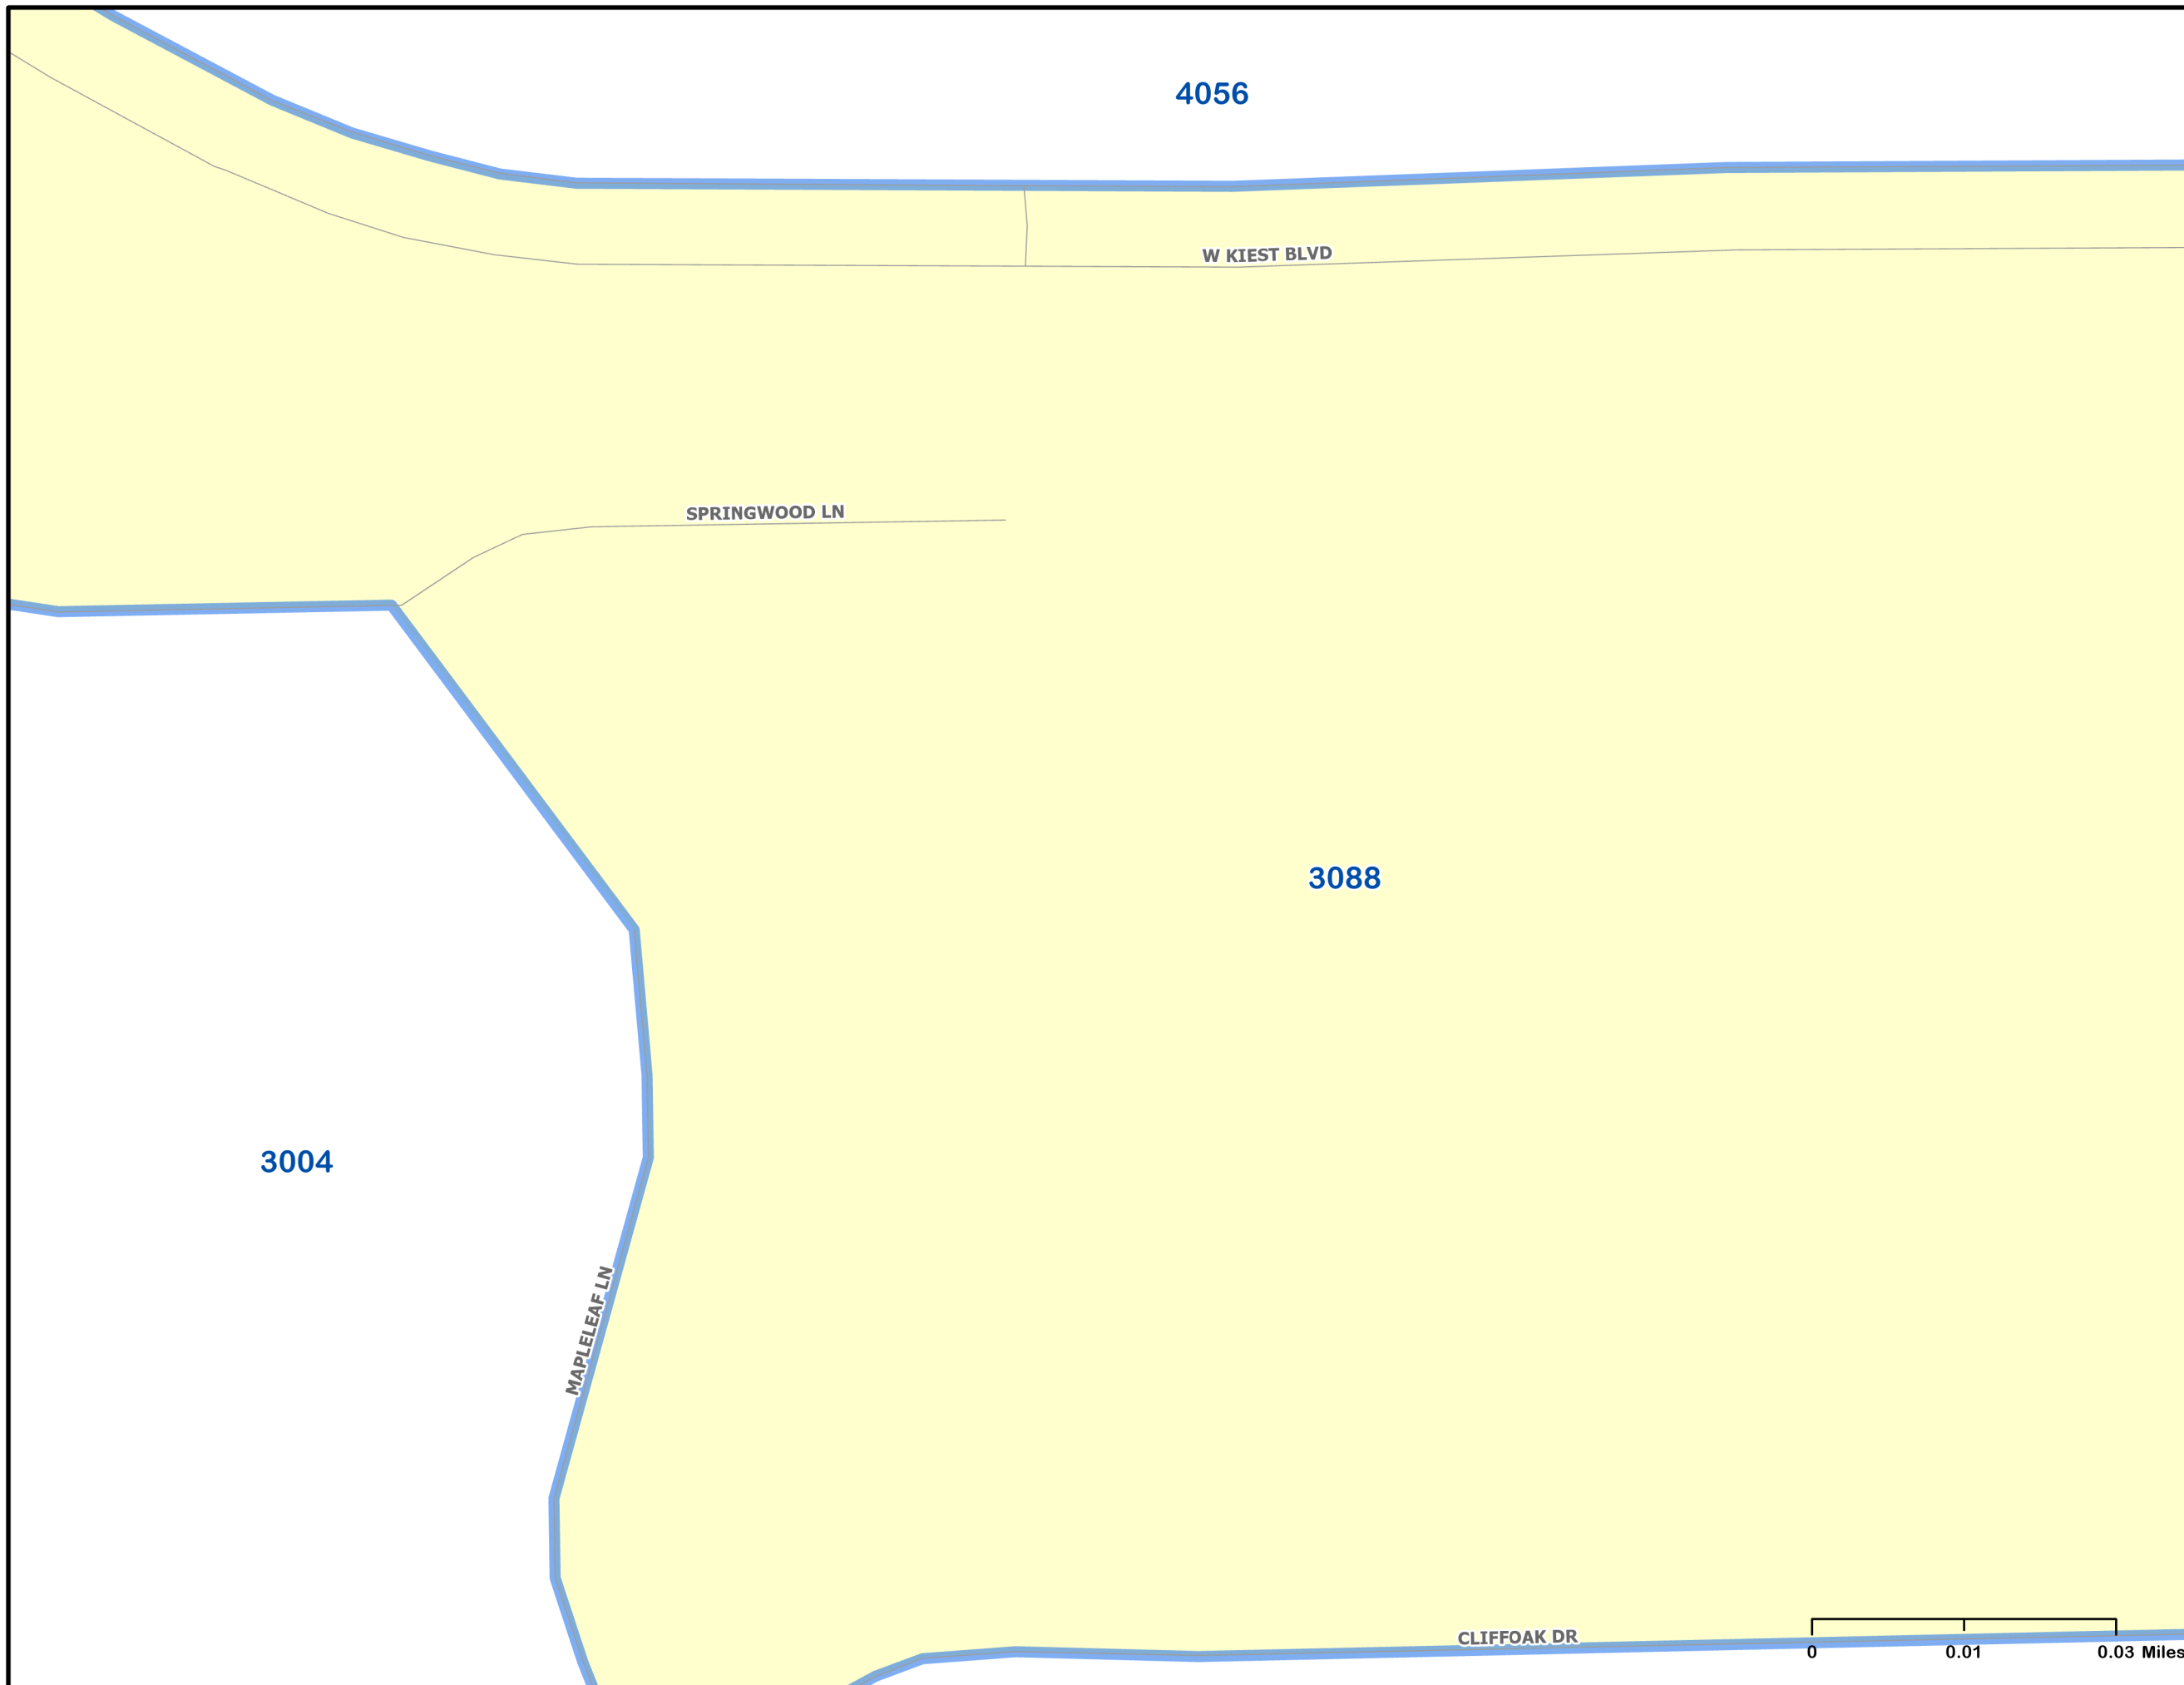 4056
W KIEST BLVD
SPRINGWOOD LN
3088
3004
MAPLELEAF LN
CLIFFOAK DR
0 0.01 0.03 Miles